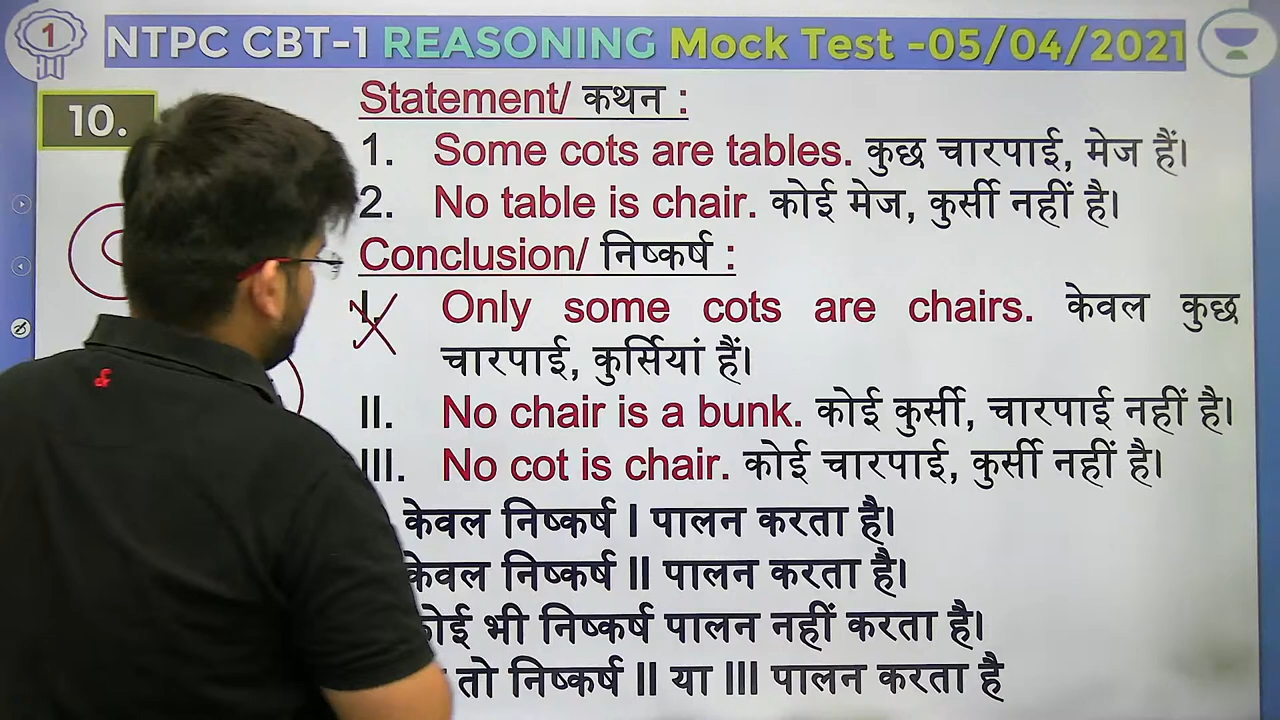 1
NTPC CBT-1 REASONING Mock Test -05/04/2021
10.
Statement/ कथन :
1. Some cots are tables. कुछ चारपाई, मेज हैं।
2. No table is chair. कोई मेज, कुर्सी नहीं है।
Conclusion/ निष्कर्ष :
I. Only some cots are chairs. केवल कुछ
चारपाई, कुर्सियां हैं।
II. No chair is a bunk. कोई कुर्सी, चारपाई नहीं है।
III. No cot is chair. कोई चारपाई, कुर्सी नहीं है।
केवल निष्कर्ष I पालन करता है।
केवल निष्कर्ष II पालन करता है।
कोई भी निष्कर्ष पालन नहीं करता है।
तो निष्कर्ष II या III पालन करता है